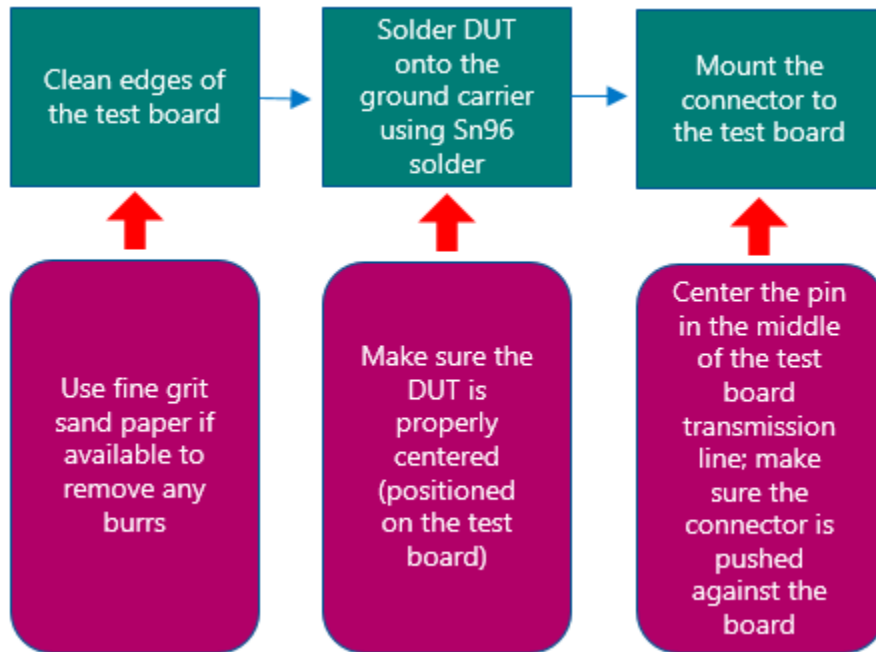 Clean edges of
the test board
Solder DUT
onto the
ground carrier
using Sn96
solder
Mount the
connector to
the test board
Use fine grit
sand paper if
available to
remove any
burrs
Make sure the
DUT is
properly
centered
(positioned
on the test
board)
Center the pin
in the middle
of the test
board
transmission
line; make
sure the
connector is
pushed
against the
board